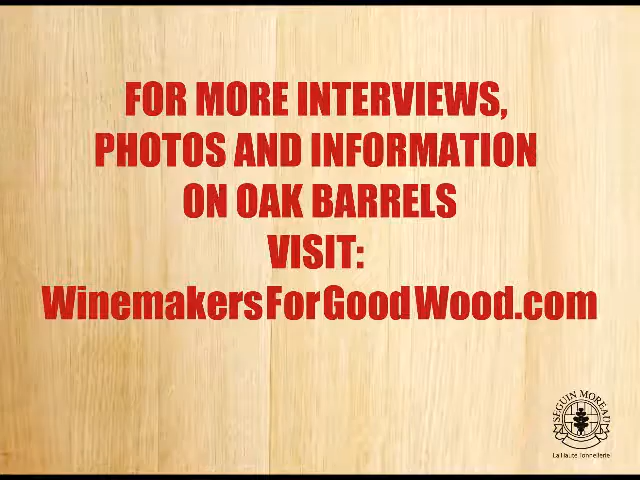 FOR MORE INTERVIEWS,
PHOTOS AND INFORMATION
ON OAK BARRELS
VISIT:
WinemakersForGoodWood.com
SEGUIN MOREAU
La Haute Tonnellerie